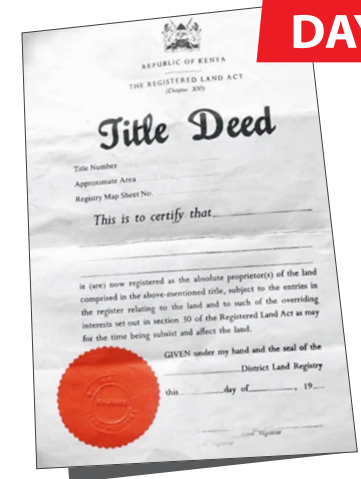 DAY
REPUBLIC OF KENYA
THE REGISTERED LAND ACT
(Chapter 300)
Title Deed
Title Number
Approximate Area
Registry Map Sheet No.
This is to certify that
is (are) now registered as the absolute proprietor(s) of the land
comprised in the above-mentioned title, subject to the entries in
the register relating to the land and to such of the overriding
interests set out in section 30 of the Registered Land Act as may
for the time being subsist and affect the land.
GIVEN under my hand and the seal of the
District Land Registry
this day of , 19
Land Registrar